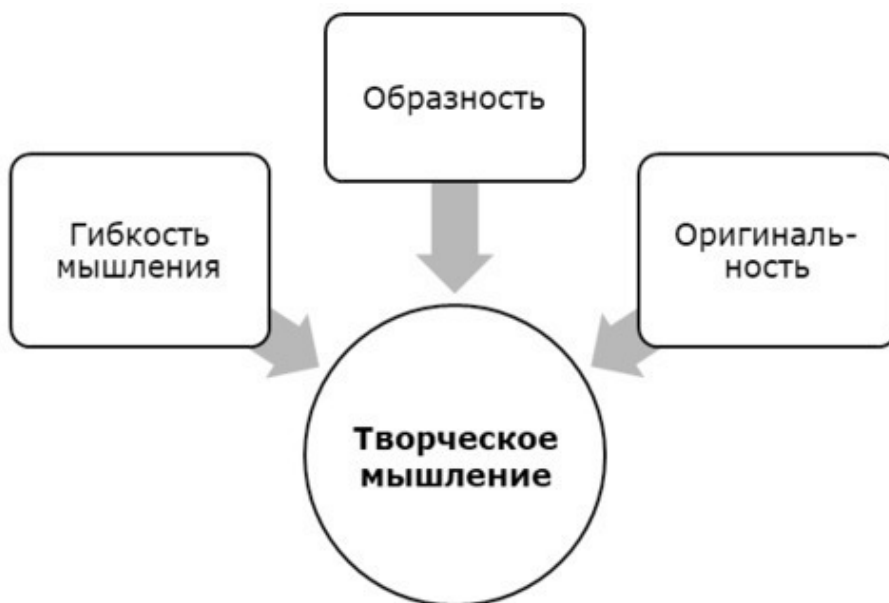 Образность
Гибкость
мышления
Оригиналь-
ность
Творческое
мышление